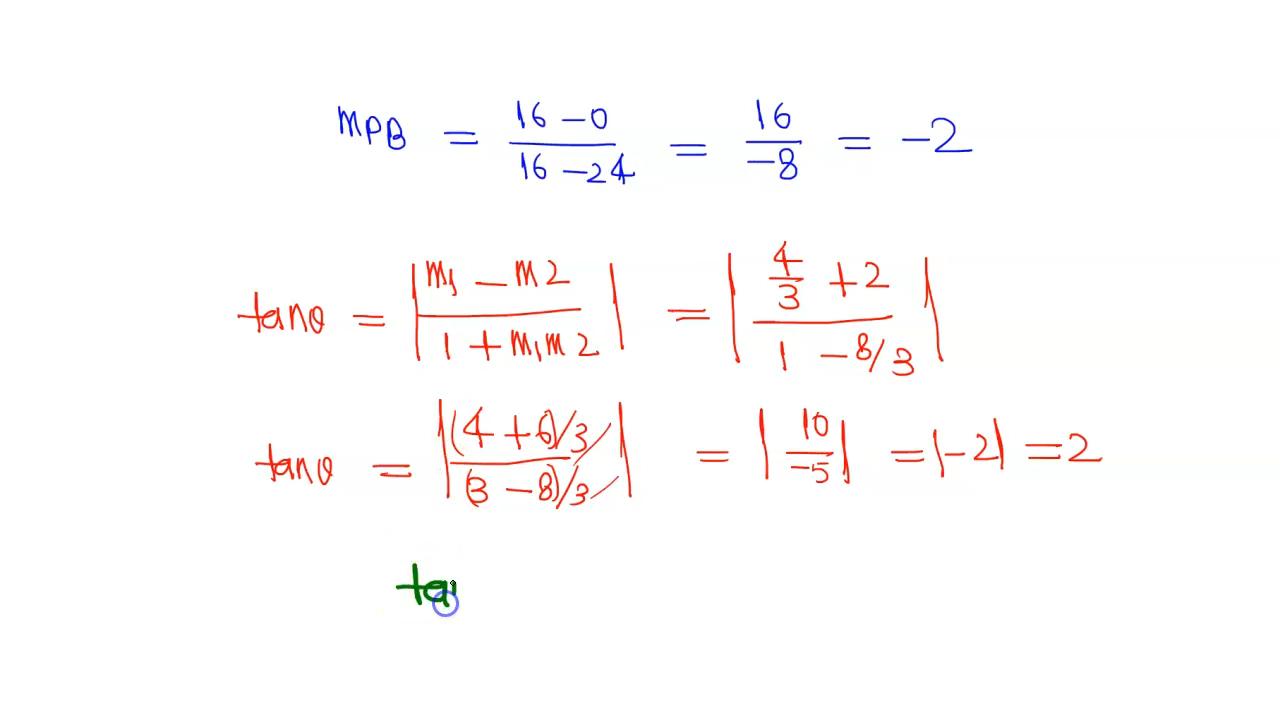 mPB = 16 - 0 / 16 - 24 = 16 / -8 = -2
tanθ = | m1 - m2 / 1 + m1m2 | = | 4/3 + 2 / 1 - 8/3 |
tanθ = | (4 + 6)/3 / (3 - 8)/3 | = | 10 / -5 | = |-2| = 2
ta